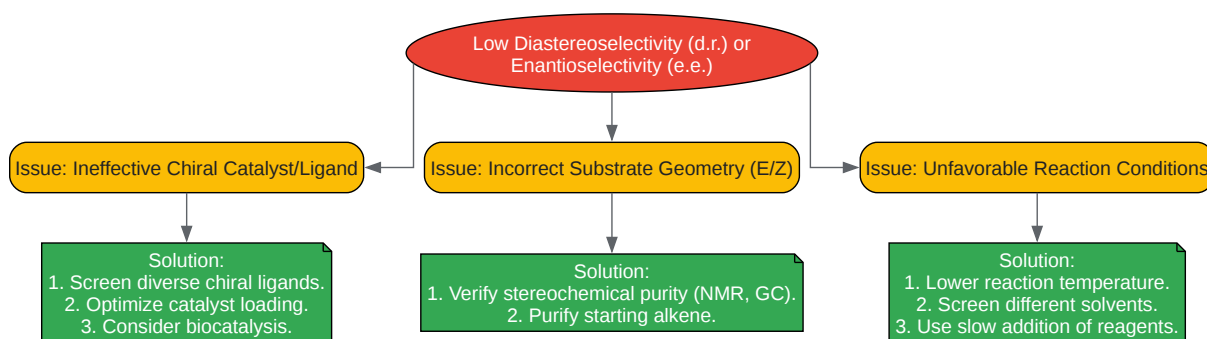 Low Diastereoselectivity (d.r.) or
Enantioselectivity (e.e.)
Issue: Ineffective Chiral Catalyst/Ligand
Issue: Incorrect Substrate Geometry (E/Z)
Issue: Unfavorable Reaction Conditions
Solution:
1. Screen diverse chiral ligands.
2. Optimize catalyst loading.
3. Consider biocatalysis.
Solution:
1. Verify stereochemical purity (NMR, GC).
2. Purify starting alkene.
Solution:
1. Lower reaction temperature.
2. Screen different solvents.
3. Use slow addition of reagents.